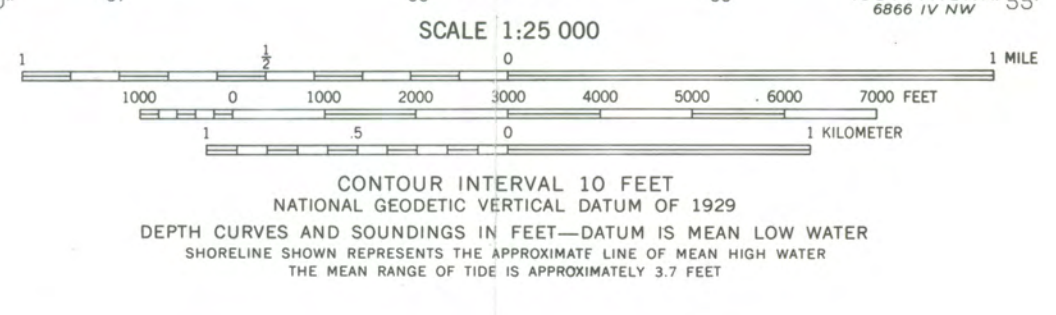 6866 IV NW 55
SCALE 1:25 000
1 ½ 0 1 MILE
1000 0 1000 2000 3000 4000 5000 6000 7000 FEET
1 .5 0 1 KILOMETER
CONTOUR INTERVAL 10 FEET
NATIONAL GEODETIC VERTICAL DATUM OF 1929
DEPTH CURVES AND SOUNDINGS IN FEET—DATUM IS MEAN LOW WATER
SHORELINE SHOWN REPRESENTS THE APPROXIMATE LINE OF MEAN HIGH WATER
THE MEAN RANGE OF TIDE IS APPROXIMATELY 3.7 FEET